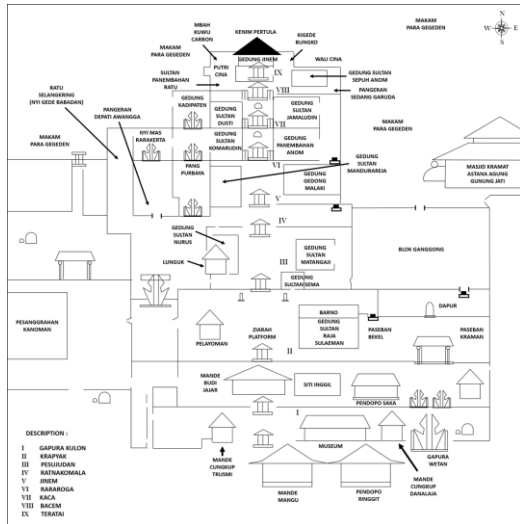 MAKAM
PARA GEGEDEN
N
W
E
S
MBAH
KUWU
CARBON
KENIM PERTULA
KIGEDE
BUNGKO
MAKAM
PARA GEGEDEN
PUTRI
CINA
GEDUNG JINEM
WALI CINA
IX
SULTAN
PANEMBAHAN
RATU
GEDUNG SULTAN
SEPUH ANOM
RATU
SELANGKRING
(NYI GEDE BABADAN)
PANGERAN
DEPATI AWANGGA
GEDUNG
KADIPATEN
VIII
PANGERAN
SEDANG GARUDA
GEDUNG
SULTAN
DUSTI
GEDUNG
SULTAN
JAMALUDIN
MAKAM
PARA GEGEDEN
MAKAM
PARA GEGEDEN
NYI MAS
RARAKERTA
GEDUNG
SULTAN
KOMARUDIN
VII
GEDUNG
PANEMBAHAN
ANOM
PANG
PURBAYA
VI
GEDUNG
SULTAN
MANDURAREJA
MASJID KRAMAT
ASTANA AGUNG
GUNUNG JATI
GEDUNG
GEDONG
MALAKI
V
IV
GEDUNG
SULTAN
NURUS
III
GEDUNG
SULTAN
MATANGAJI
BLOK GANGGONG
LUNGUK
GEDUNG
SULTAN SEMA
PESANGGRAHAN
KANOMAN
PELAYOMAN
ZIARAH
PLATFORM
BARNO
GEDUNG
SULTAN
RAJA
SULAEMAN
PASEBAN
BEKEL
DAPUR
PASEBAN
KRAMAN
II
MANDE
BUDI
JAJAR
SITI INGGIL
PENDOPO SAKA
I
MUSEUM
MANDE
CUNGKUP
TRUSMI
MANDE
MANGU
PENDOPO
RINGGIT
MANDE
CUNGKUP
DANALAJA
GAPURA
WETAN
DESCRIPTION :
I GAPURA KULON
II KRAPYAK
III PESUJUDAN
IV RATNAKOMALA
V JINEM
VI RARAROGA
VII KACA
VIII BACEM
IX TERATAI